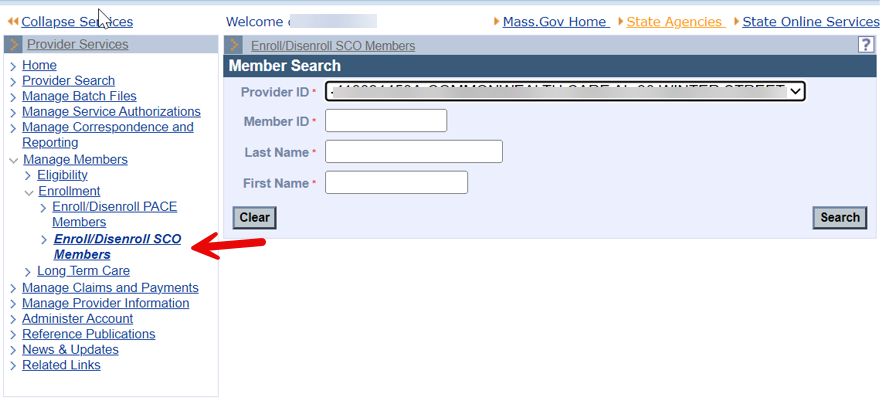 Collapse Services
Welcome
Mass.Gov Home
State Agencies
State Online Services
Provider Services
Home
Provider Search
Manage Batch Files
Manage Service Authorizations
Manage Correspondence and
Reporting
Manage Members
Eligibility
Enrollment
Enroll/Disenroll PACE
Members
Enroll/Disenroll SCO
Members
Long Term Care
Manage Claims and Payments
Manage Provider Information
Administer Account
Reference Publications
News & Updates
Related Links
Enroll/Disenroll SCO Members
?
Member Search
Provider ID *
Member ID *
Last Name *
First Name *
Clear
Search